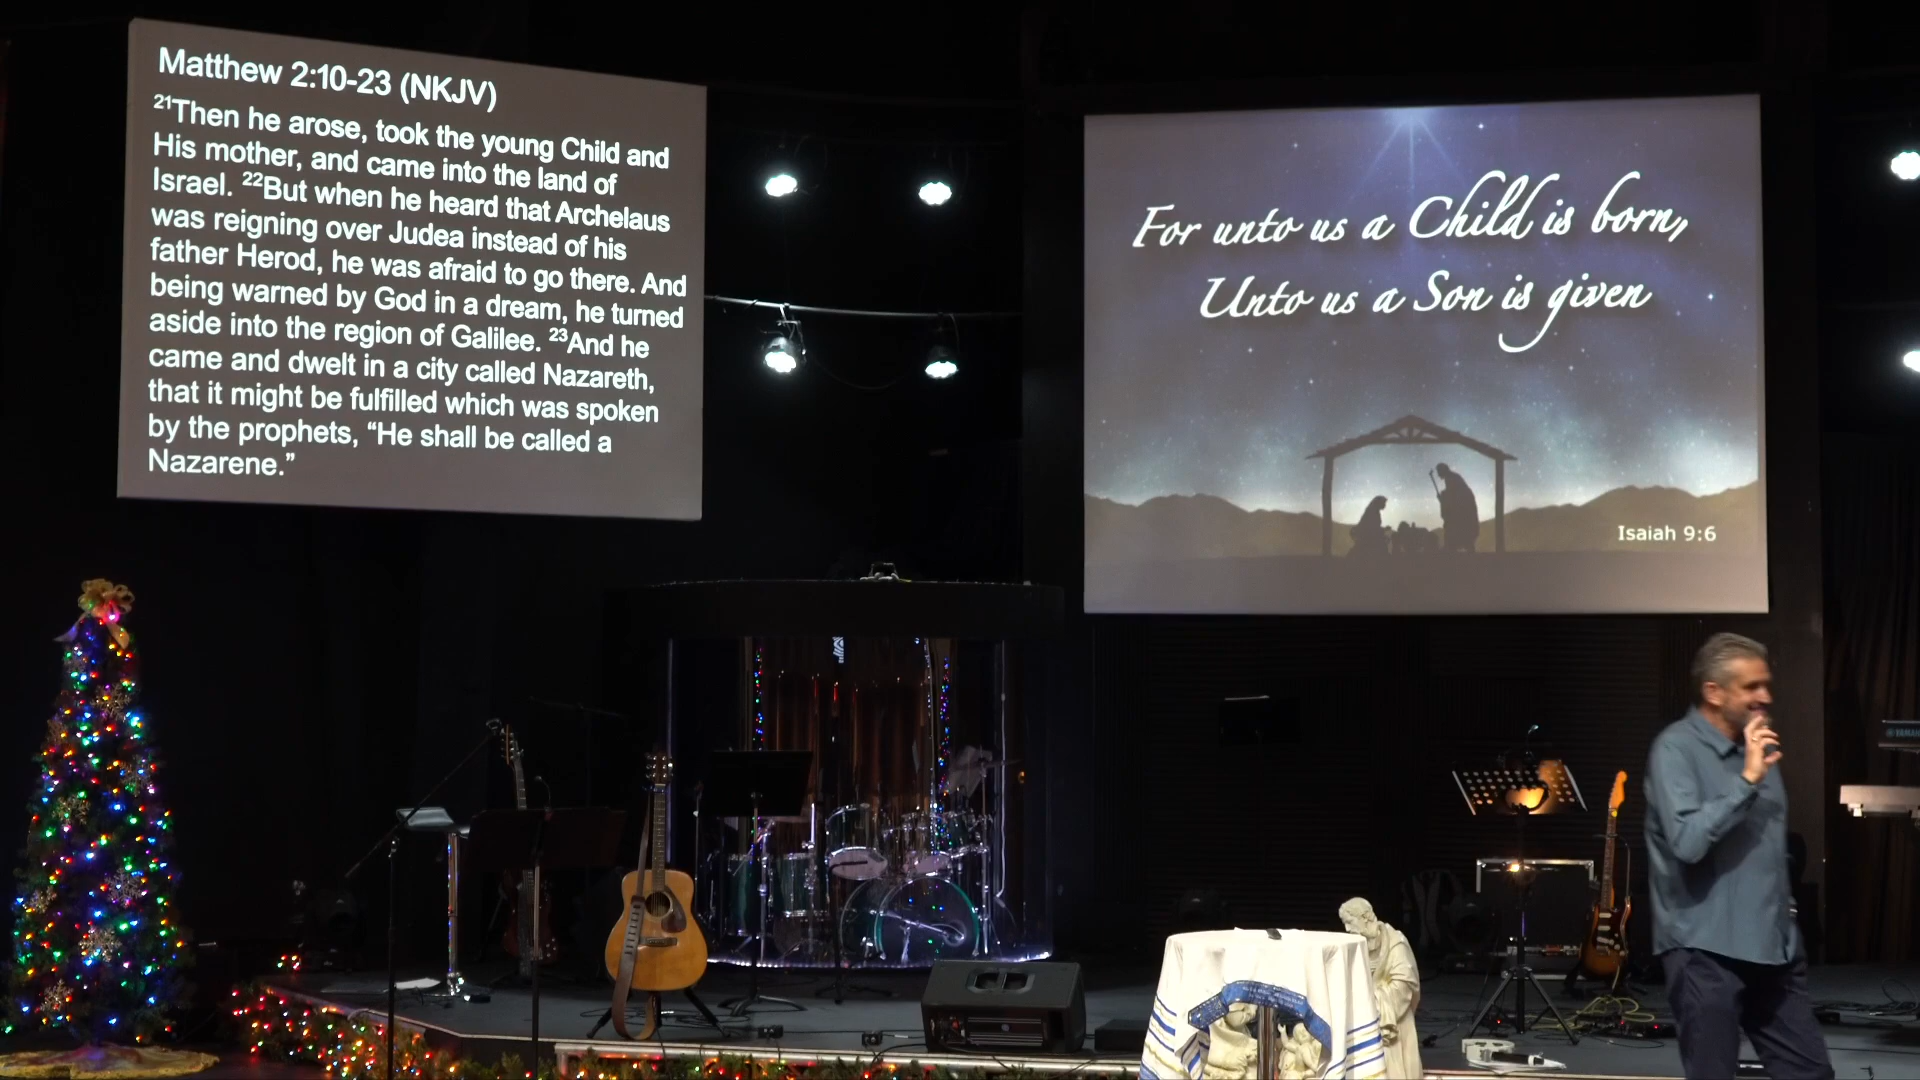 Matthew 2:10-23 (NKJV)
21Then he arose, took the young Child and
His mother, and came into the land of
Israel. 22But when he heard that Archelaus
was reigning over Judea instead of his
father Herod, he was afraid to go there. And
being warned by God in a dream, he turned
aside into the region of Galilee. 23And he
came and dwelt in a city called Nazareth,
that it might be fulfilled which was spoken
by the prophets, “He shall be called a
Nazarene.”
For unto us a Child is born,
Unto us a Son is given
Isaiah 9:6